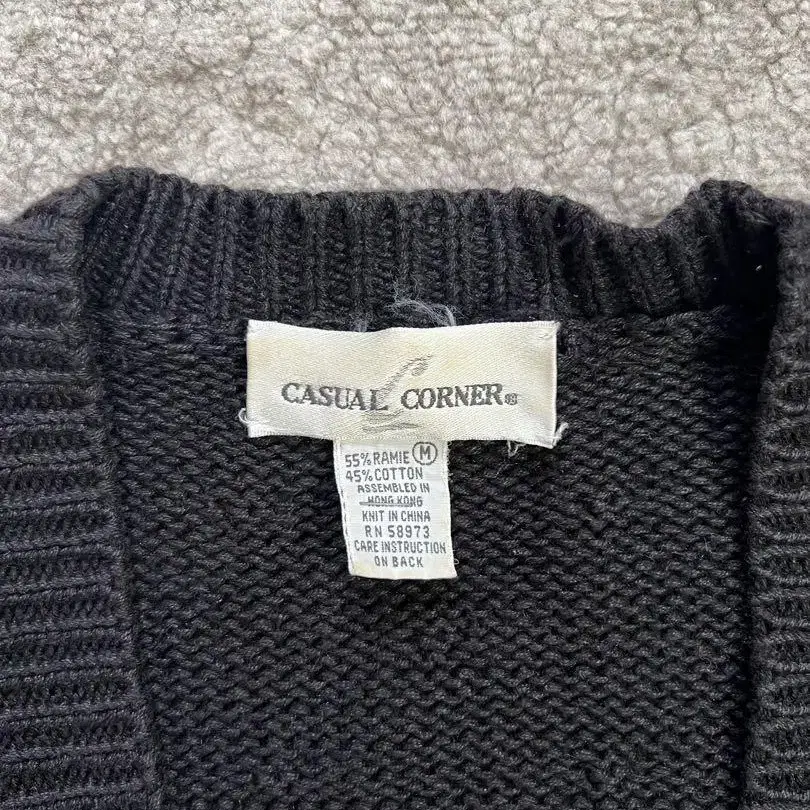 CASUAL CORNER®
55% RAMIE M
45% COTTON
ASSEMBLED IN
HONG KONG
KNIT IN CHINA
RN 58973
CARE INSTRUCTION
ON BACK